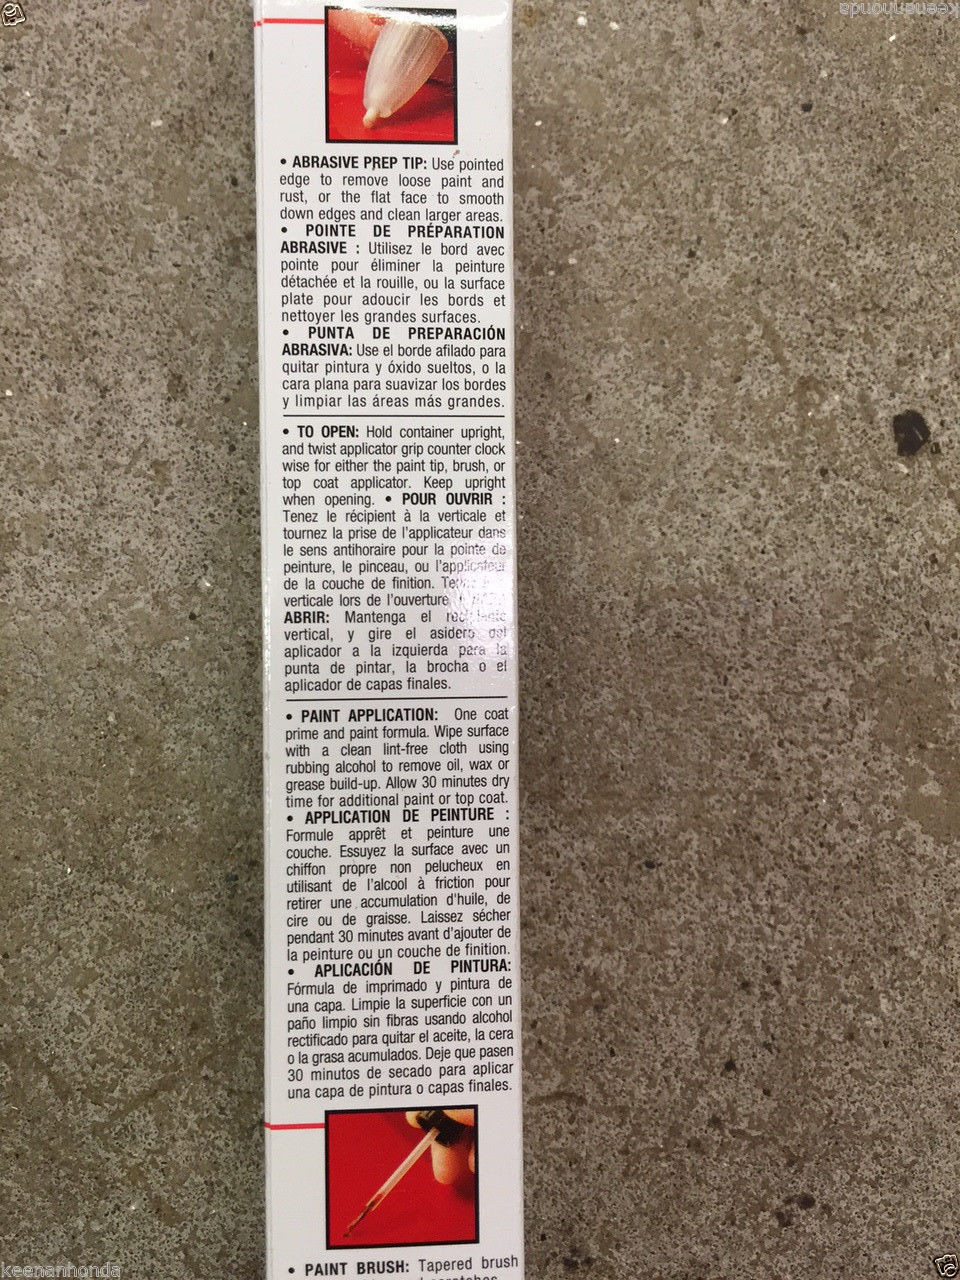 keenanhonda
• ABRASIVE PREP TIP: Use pointed
edge to remove loose paint and
rust, or the flat face to smooth
down edges and clean larger areas.
• POINTE DE PRÉPARATION
ABRASIVE : Utilisez le bord avec
pointe pour éliminer la peinture
détachée et la rouille, ou la surface
plate pour adoucir les bords et
nettoyer les grandes surfaces.
• PUNTA DE PREPARACIÓN
ABRASIVA: Use el borde afilado para
quitar pintura y óxido sueltos, o la
cara plana para suavizar los bordes
y limpiar las áreas más grandes.
• TO OPEN: Hold container upright,
and twist applicator grip counter clock
wise for either the paint tip, brush, or
top coat applicator. Keep upright
when opening. • POUR OUVRIR :
Tenez le récipient à la verticale et
tournez la prise de l'applicateur dans
le sens antihoraire pour la pointe de
peinture, le pinceau, ou l'applicateur
de la couche de finition.
verticale lors de l'ouverture
ABRIR: Mantenga el recipiente
vertical, y gire el asidero del
aplicador a la izquierda para la
punta de pintar, la brocha o el
aplicador de capas finales.
• PAINT APPLICATION: One coat
prime and paint formula. Wipe surface
with a clean lint-free cloth using
rubbing alcohol to remove oil, wax or
grease build-up. Allow 30 minutes dry
time for additional paint or top coat.
• APPLICATION DE PEINTURE :
Formule apprêt et peinture une
couche. Essuyez la surface avec un
chiffon propre non pelucheux en
utilisant de l'alcool à friction pour
retirer une accumulation d'huile, de
cire ou de graisse. Laissez sécher
pendant 30 minutes avant d'ajouter de
la peinture ou un couche de finition.
• APLICACIÓN DE PINTURA:
Fórmula de imprimado y pintura de
una capa. Limpie la superficie con un
paño limpio sin fibras usando alcohol
rectificado para quitar el aceite, la cera
o la grasa acumulados. Deje que pasen
30 minutos de secado para aplicar
una capa de pintura o capas finales.
• PAINT BRUSH: Tapered brush
keenanhonda